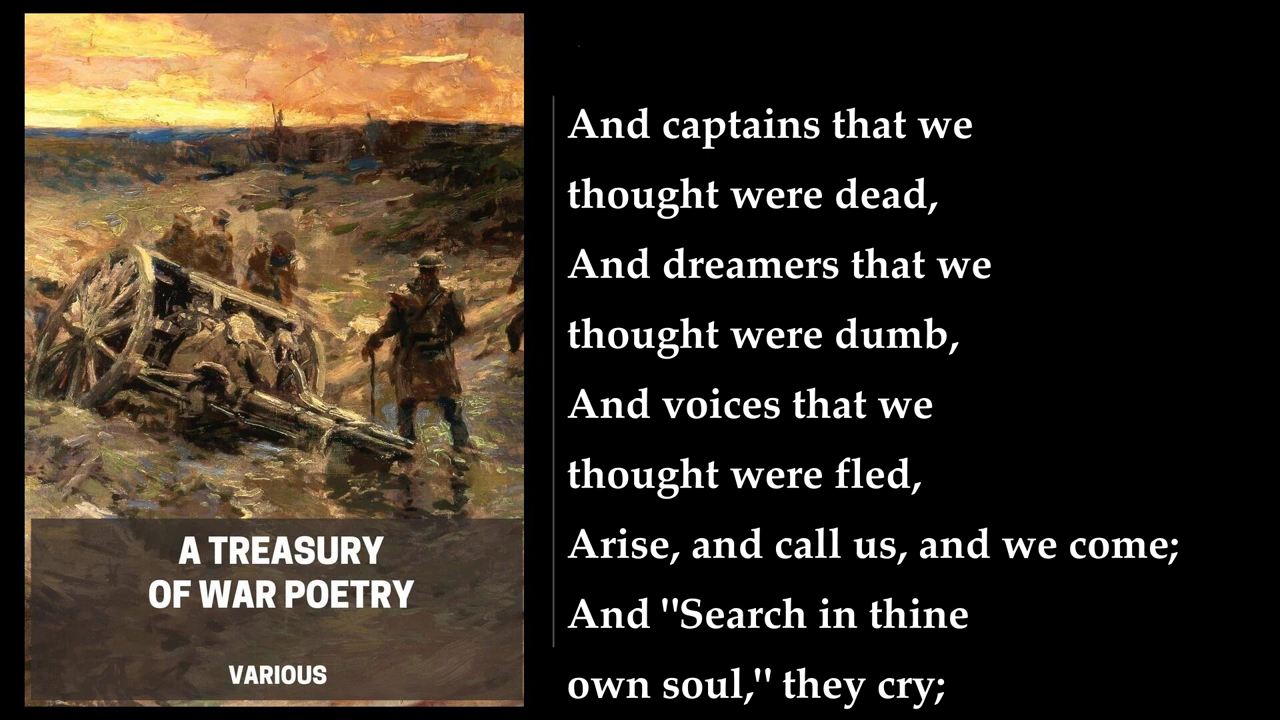 A TREASURY
OF WAR POETRY
VARIOUS
And captains that we
thought were dead,
And dreamers that we
thought were dumb,
And voices that we
thought were fled,
Arise, and call us, and we come;
And "Search in thine
own soul," they cry;